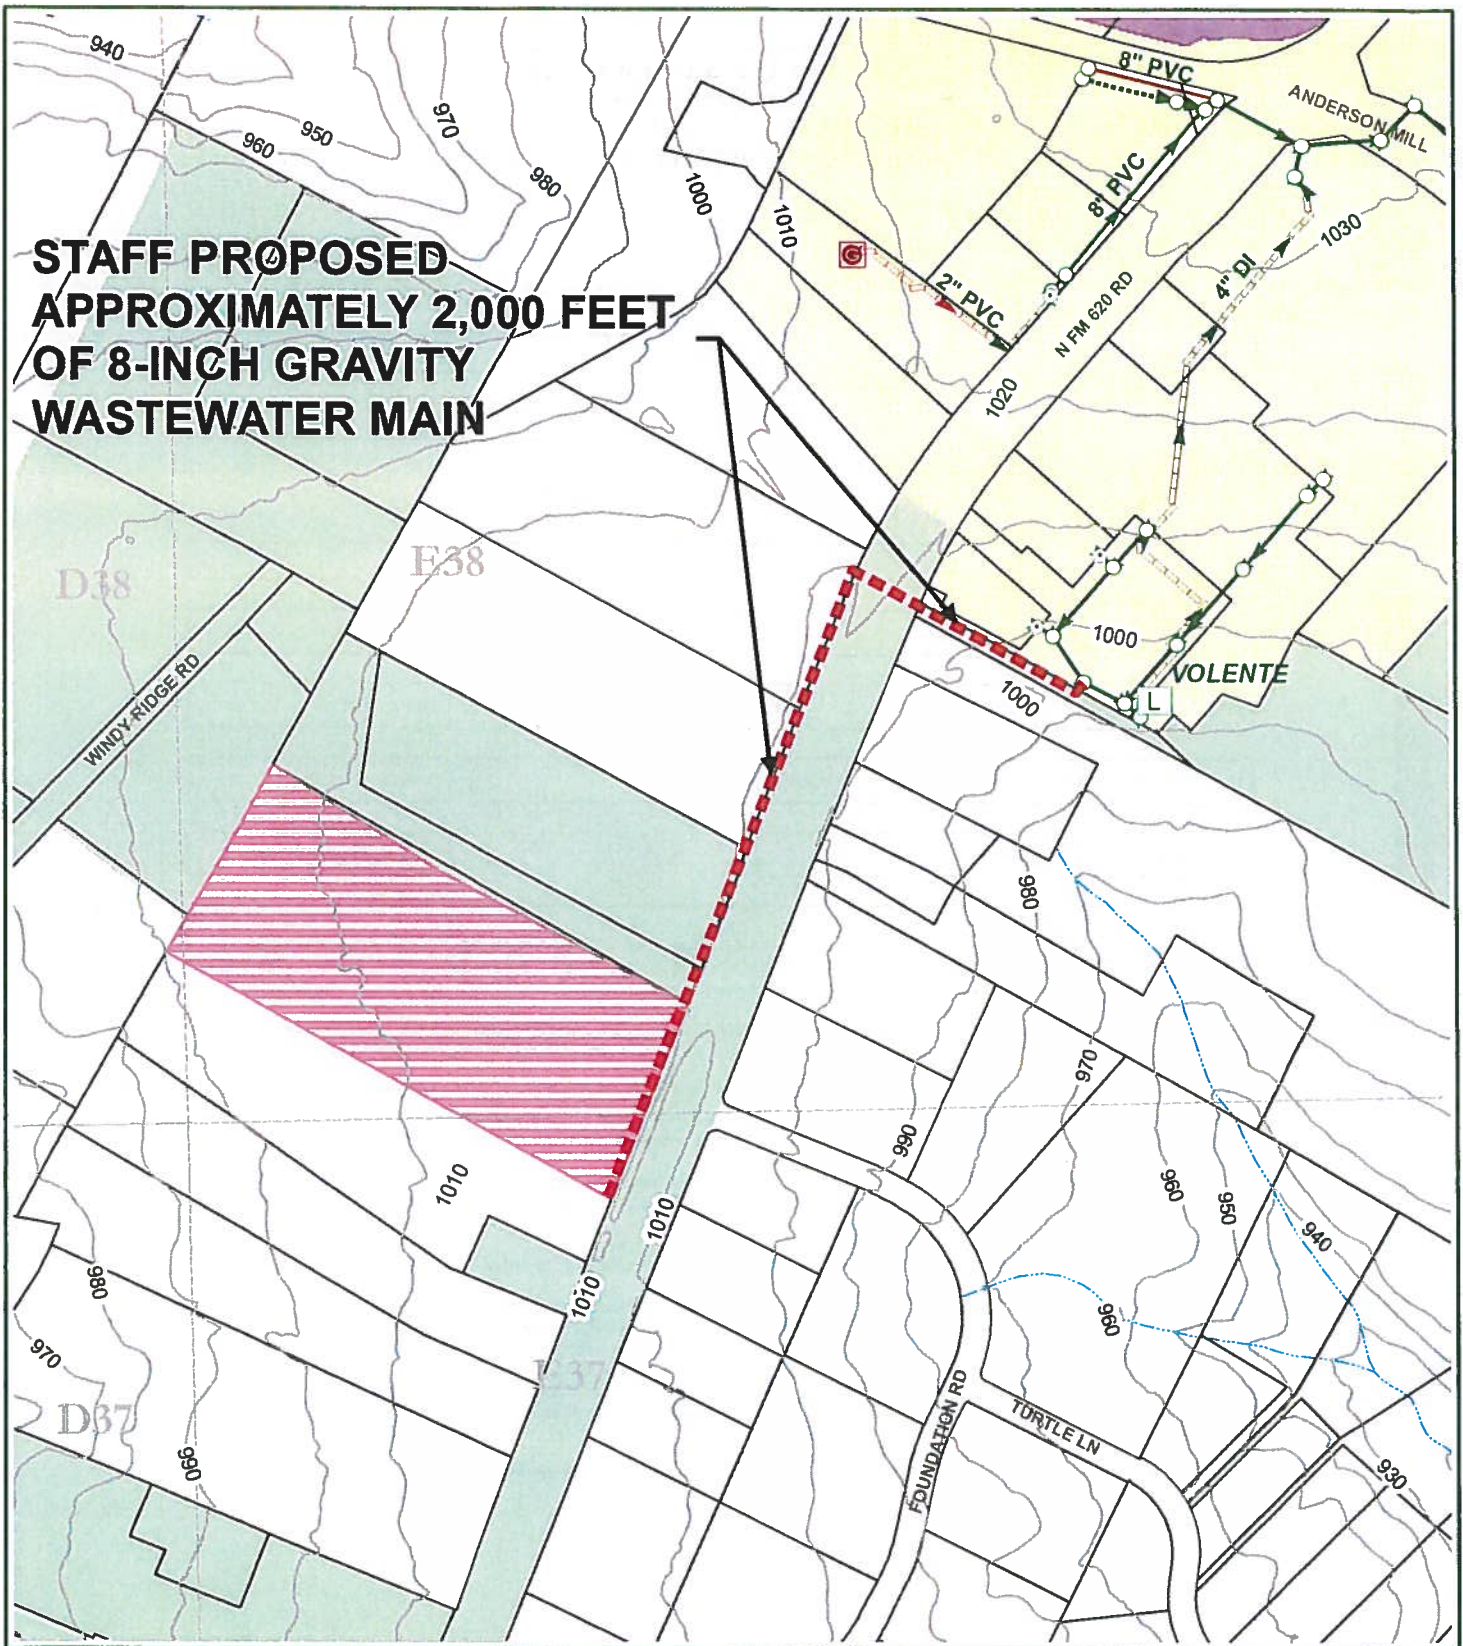 940
950
960
970
980
1000
1010
8" PVC
ANDERSON MILL
8" PVC
1030
4" DI
G
2" PVC
N FM 620 RD
1020
STAFF PROPOSED
APPROXIMATELY 2,000 FEET
OF 8-INCH GRAVITY
WASTEWATER MAIN
D38
E38
1000
VOLENTE
L
1000
WINDY RIDGE RD
980
970
990
960
950
940
1010
1010
1010
980
970
960
960
E37
D37
FOUNDATION RD
TURTLE LN
930